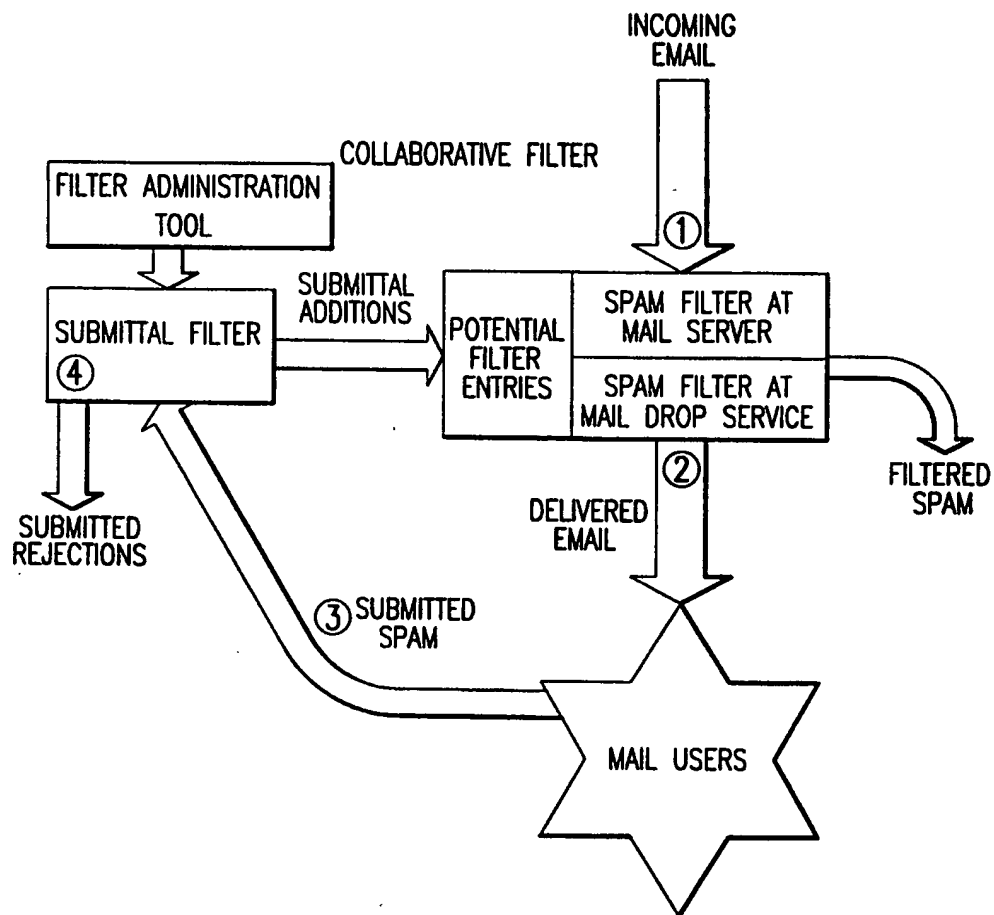 INCOMING
EMAIL
COLLABORATIVE FILTER
FILTER ADMINISTRATION
TOOL
①
SUBMITTAL
ADDITIONS
SUBMITTAL FILTER
④
POTENTIAL
FILTER
ENTRIES
SPAM FILTER AT
MAIL SERVER
SPAM FILTER AT
MAIL DROP SERVICE
②
FILTERED
SPAM
SUBMITTED
REJECTIONS
DELIVERED
EMAIL
③ SUBMITTED
SPAM
MAIL USERS